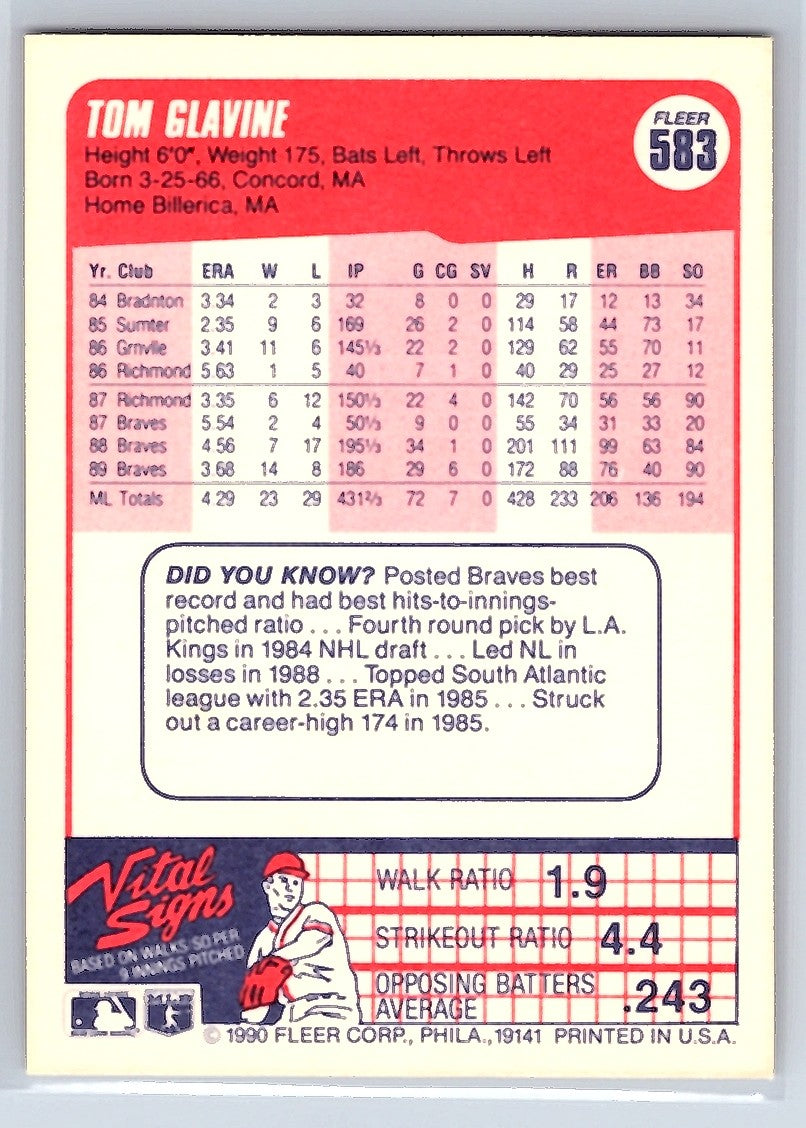 TOM GLAVINE
FLEER
583
Height 6'0", Weight 175, Bats Left, Throws Left
Born 3-25-66, Concord, MA
Home Billerica, MA
Yr. Club ERA W L IP G CG SV H R ER BB SO
84 Bradnton 3.34 2 3 32 8 0 0 29 17 12 13 34
85 Sumter 2.35 9 6 169 26 2 0 114 58 44 73 17
86 Grnvlle 3.41 11 6 145⅓ 22 2 0 129 62 55 70 11
86 Richmond 5.63 1 5 40 7 1 0 40 29 25 27 12
87 Richmond 3.35 6 12 150⅓ 22 4 0 142 70 56 56 90
87 Braves 5.54 2 4 50⅓ 9 0 0 55 34 31 33 20
88 Braves 4.56 7 17 195⅓ 34 1 0 201 111 99 63 84
89 Braves 3.68 14 8 186 29 6 0 172 88 76 40 90
ML Totals 4.29 23 29 431⅔ 72 7 0 428 233 206 136 194
DID YOU KNOW? Posted Braves best
record and had best hits-to-innings-
pitched ratio . . . Fourth round pick by L.A.
Kings in 1984 NHL draft . . . Led NL in
losses in 1988 . . . Topped South Atlantic
league with 2.35 ERA in 1985 . . . Struck
out a career-high 174 in 1985.
Vital
Signs
BASED ON WALKS/SO PER
9 INNINGS PITCHED
WALK RATIO 1.9
STRIKEOUT RATIO 4.4
OPPOSING BATTERS
AVERAGE .243
© 1990 FLEER CORP., PHILA., 19141 PRINTED IN U.S.A.